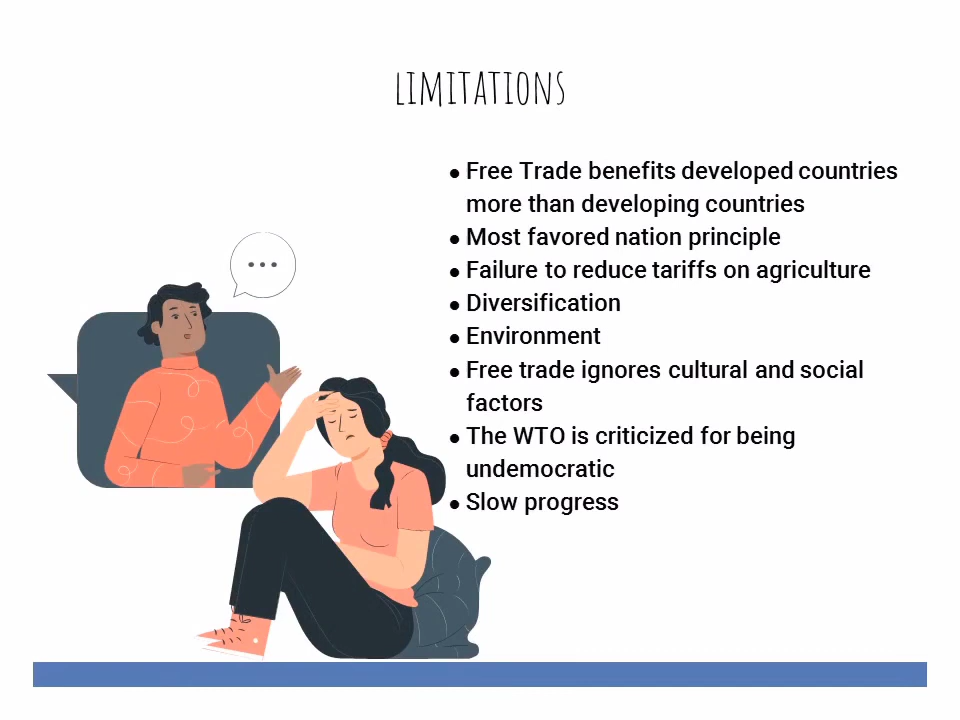 LIMITATIONS
• Free Trade benefits developed countries
more than developing countries
• Most favored nation principle
• Failure to reduce tariffs on agriculture
• Diversification
• Environment
• Free trade ignores cultural and social
factors
• The WTO is criticized for being
undemocratic
• Slow progress